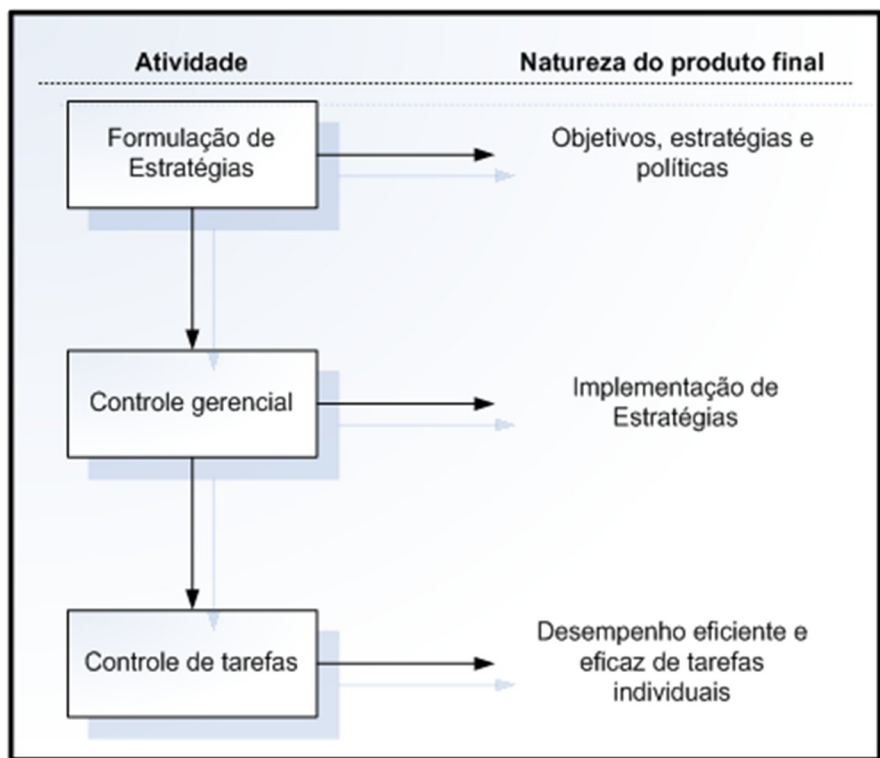 Atividade
Natureza do produto final
Formulação de
Estratégias
Objetivos, estratégias e
políticas
Controle gerencial
Implementação de
Estratégias
Controle de tarefas
Desempenho eficiente e
eficaz de tarefas
individuais